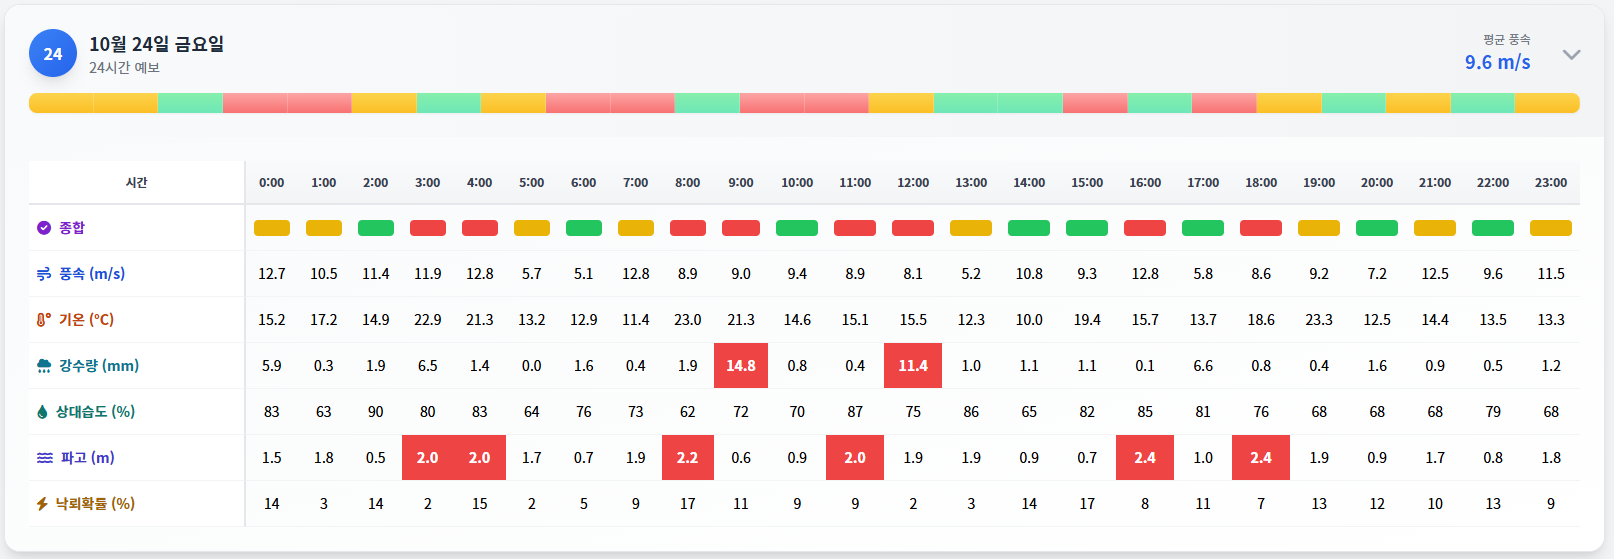 24
10월 24일 금요일
24시간 예보
평균 풍속
9.6 m/s
시간 0:00 1:00 2:00 3:00 4:00 5:00 6:00 7:00 8:00 9:00 10:00 11:00 12:00 13:00 14:00 15:00 16:00 17:00 18:00 19:00 20:00 21:00 22:00 23:00
종합
풍속 (m/s) 12.7 10.5 11.4 11.9 12.8 5.7 5.1 12.8 8.9 9.0 9.4 8.9 8.1 5.2 10.8 9.3 12.8 5.8 8.6 9.2 7.2 12.5 9.6 11.5
기온 (°C) 15.2 17.2 14.9 22.9 21.3 13.2 12.9 11.4 23.0 21.3 14.6 15.1 15.5 12.3 10.0 19.4 15.7 13.7 18.6 23.3 12.5 14.4 13.5 13.3
강수량 (mm) 5.9 0.3 1.9 6.5 1.4 0.0 1.6 0.4 1.9 14.8 0.8 0.4 11.4 1.0 1.1 1.1 0.1 6.6 0.8 0.4 1.6 0.9 0.5 1.2
상대습도 (%) 83 63 90 80 83 64 76 73 62 72 70 87 75 86 65 82 85 81 76 68 68 68 79 68
파고 (m) 1.5 1.8 0.5 2.0 2.0 1.7 0.7 1.9 2.2 0.6 0.9 2.0 1.9 1.9 0.9 0.7 2.4 1.0 2.4 1.9 0.9 1.7 0.8 1.8
낙뢰확률 (%) 14 3 14 2 15 2 5 9 17 11 9 9 2 3 14 17 8 11 7 13 12 10 13 9